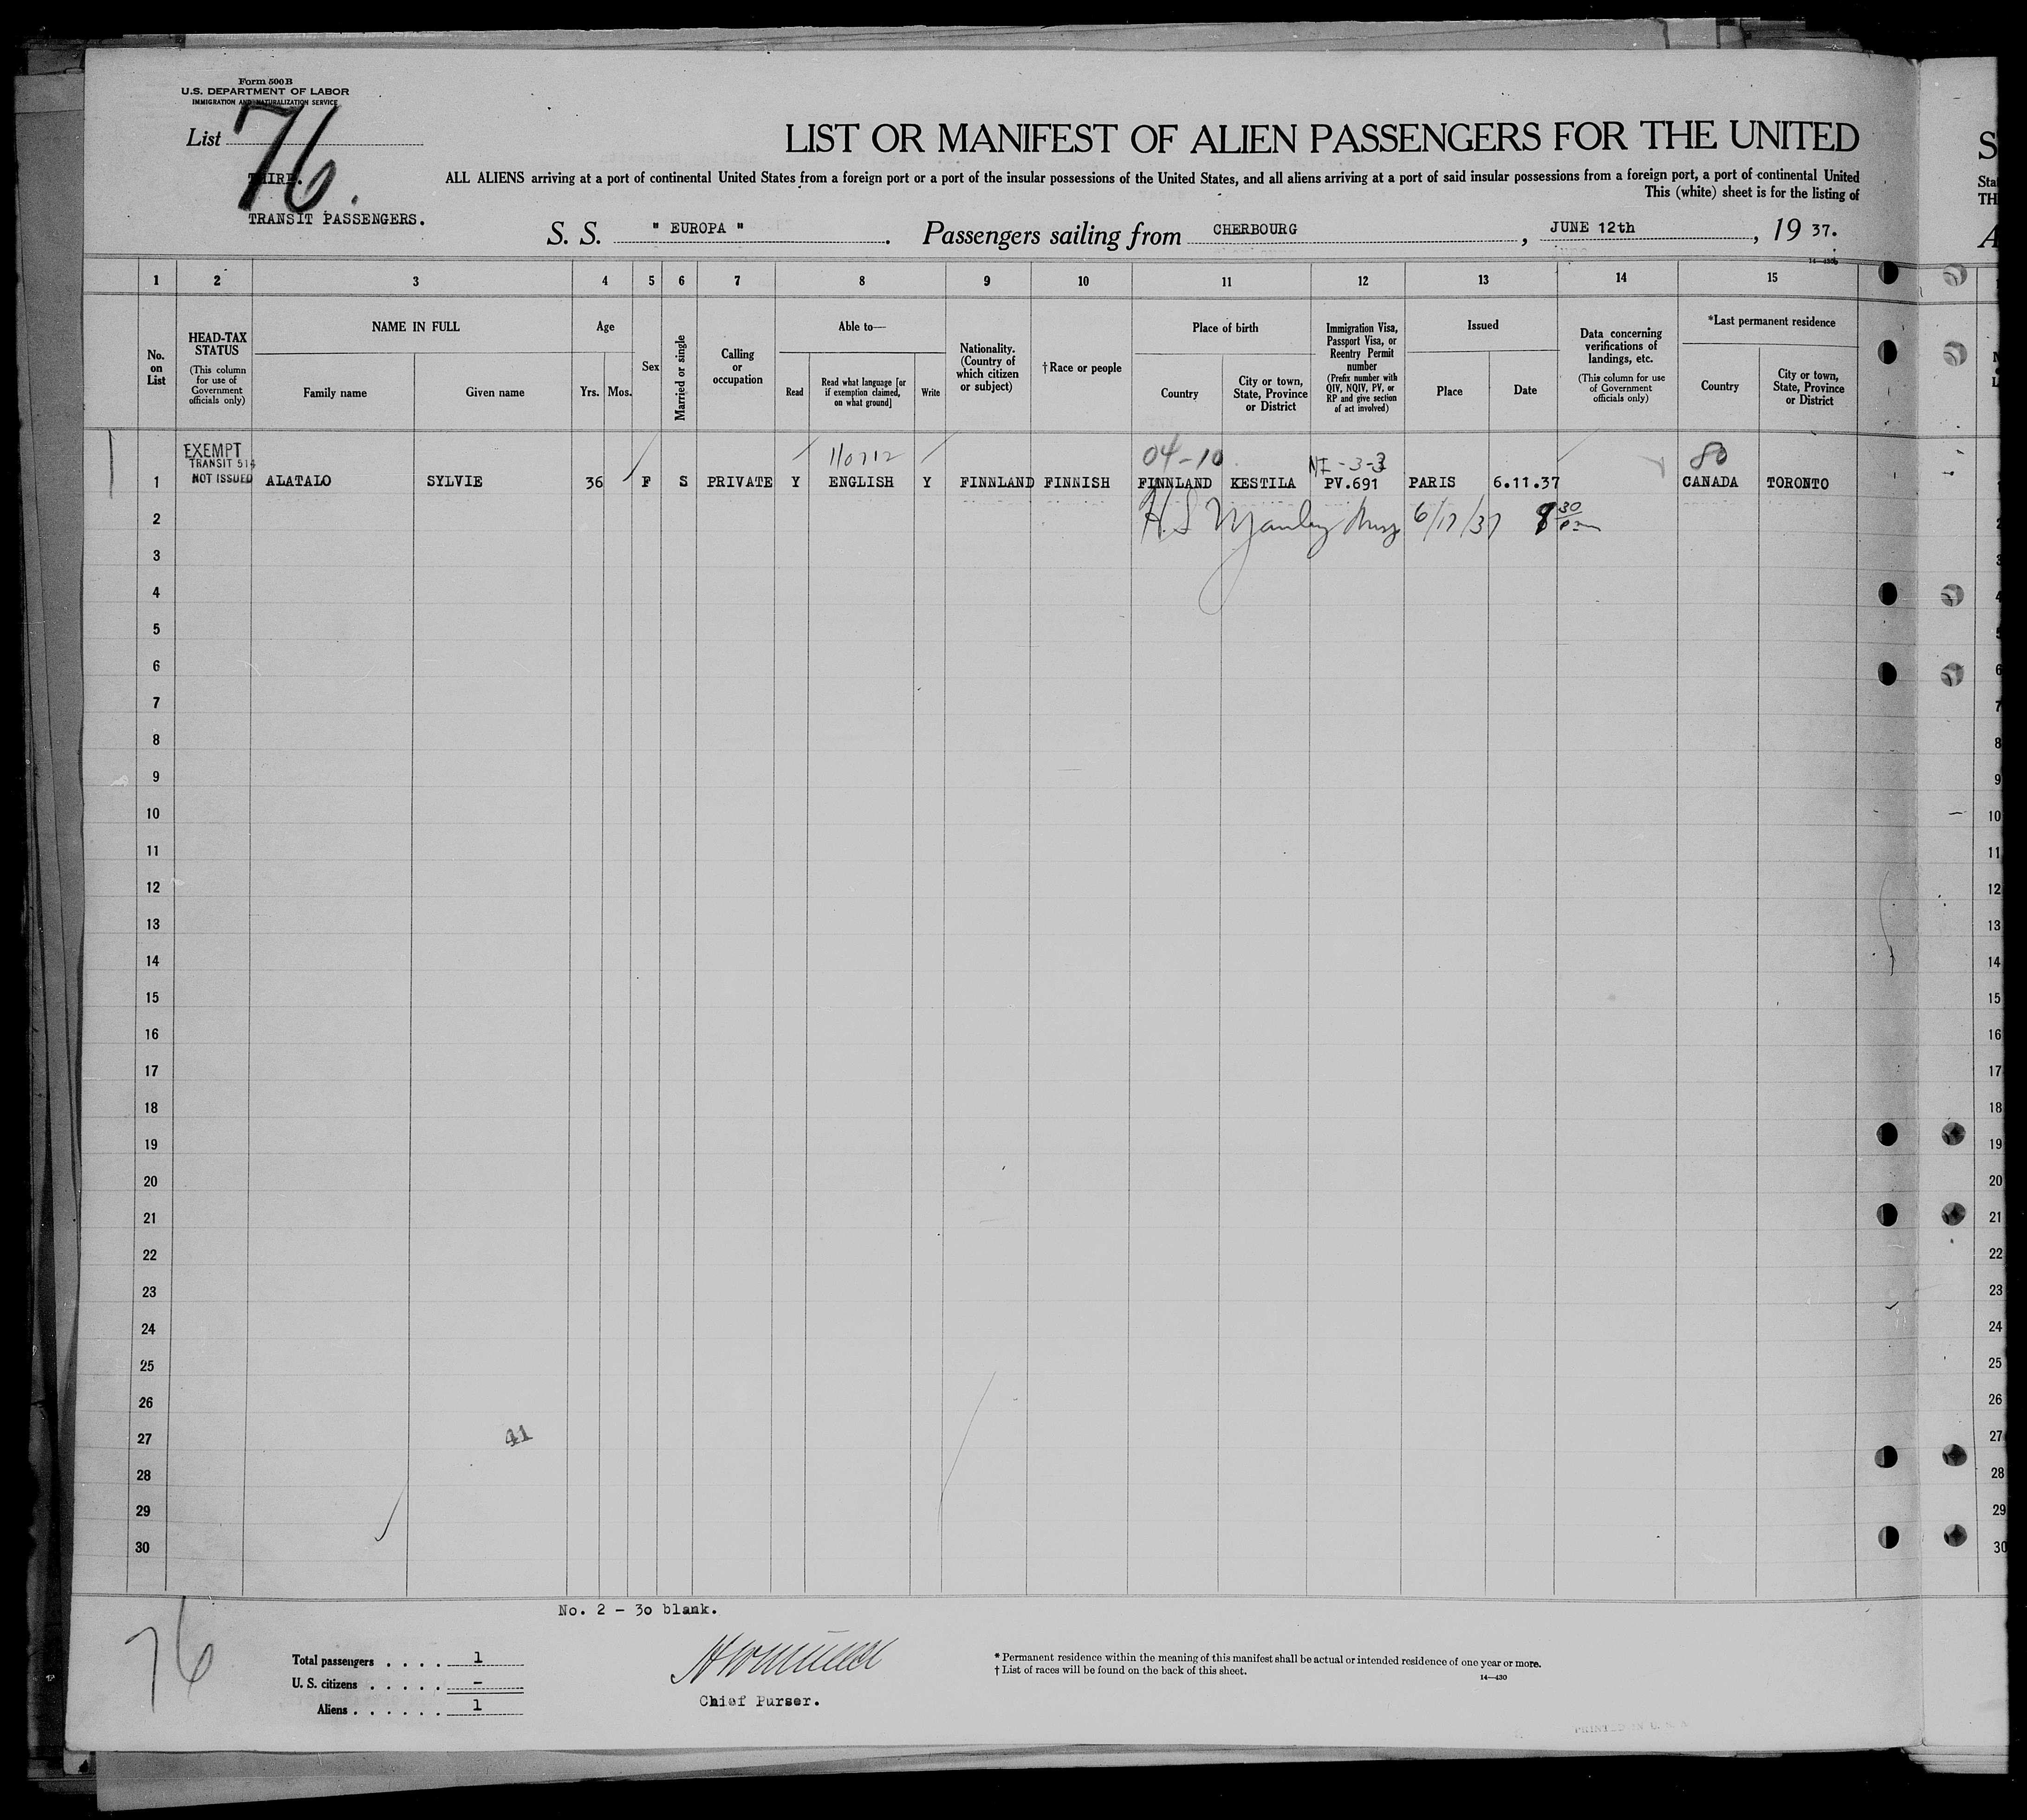 Form 500B
U.S. DEPARTMENT OF LABOR
IMMIGRATION AND NATURALIZATION SERVICE
List 76.
THIRD.
TRANSIT PASSENGERS.
LIST OR MANIFEST OF ALIEN PASSENGERS FOR THE UNITED
ALL ALIENS arriving at a port of continental United States from a foreign port or a port of the insular possessions of the United States, and all aliens arriving at a port of said insular possessions from a foreign port, a port of continental United
This (white) sheet is for the listing of
S. S. " EUROPA ". Passengers sailing from CHERBOURG, JUNE 12th, 19 37.
1 2 3 4 5 6 7 8 9 10 11 12 13 14 15
No. on List
HEAD-TAX STATUS (This column for use of Government officials only)
NAME IN FULL
Family name
Given name
Age
Yrs. Mos.
Sex
Married or single
Calling or occupation
Able to—
Read
Read what language [or if exemption claimed, on what ground]
Write
Nationality. (Country of which citizen or subject)
†Race or people
Place of birth
Country
City or town, State, Province or District
Immigration Visa, Passport Visa, or Reentry Permit number (Prefix number with QIV, NQIV, PV, or RP and give section of act involved)
Issued
Place
Date
Data concerning verifications of landings, etc. (This column for use of Government officials only)
*Last permanent residence
Country
City or town, State, Province or District
EXEMPT
TRANSIT 514
NOT ISSUED
04-10
NI-3-3
80
1 ALATALO SYLVIE 36 F S PRIVATE Y ENGLISH Y FINNLAND FINNISH FINNLAND KESTILA PV.691 PARIS 6.11.37 CANADA TORONTO
2 6/17/37
3
4
5
6
7
8
9
10
11
12
13
14
15
16
17
18
19
20
21
22
23
24
25
26
27
41
28
29
30
No. 2 - 30 blank.
76
Total passengers . . . . 1
U. S. citizens . . . . . -
Aliens . . . . . . 1
Chief Purser.
* Permanent residence within the meaning of this manifest shall be actual or intended residence of one year or more.
† List of races will be found on the back of this sheet.
14—430
PRINTED IN U. S. A.